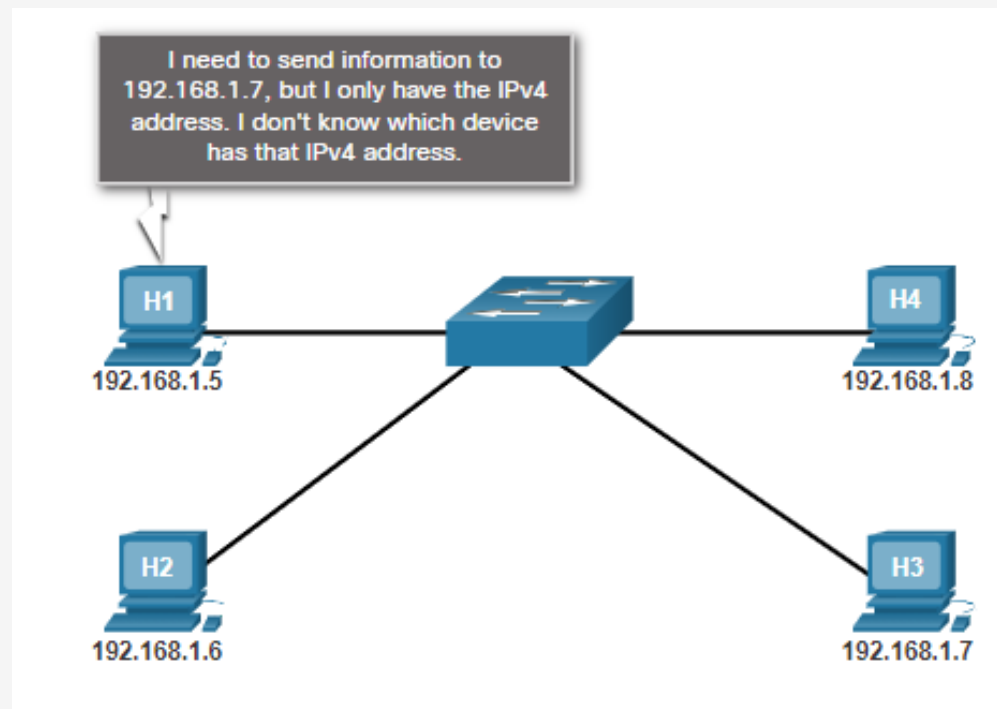 I need to send information to
192.168.1.7, but I only have the IPv4
address. I don't know which device
has that IPv4 address.
H1
192.168.1.5
H4
192.168.1.8
H2
192.168.1.6
H3
192.168.1.7